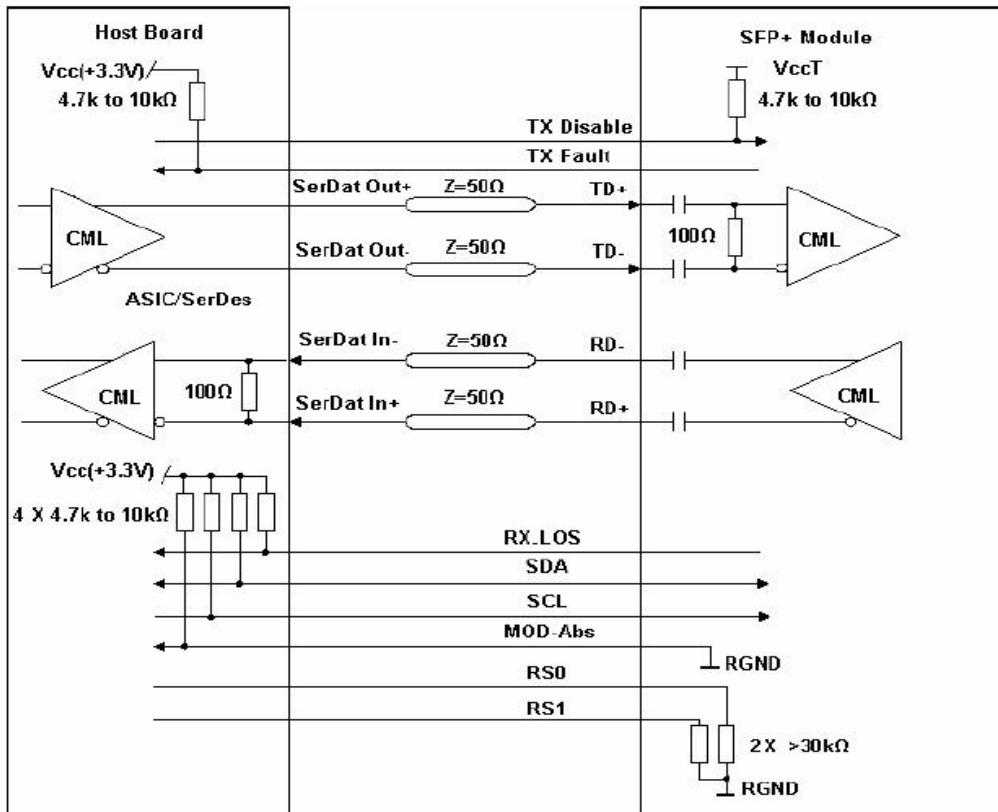 Host Board
SFP+ Module
Vcc(+3.3V)
4.7k to 10kΩ
VccT
4.7k to 10kΩ
TX Disable
TX Fault
SerDat Out+
Z=50Ω
TD+
CML
100Ω
CML
SerDat Out-
Z=50Ω
TD-
ASIC/SerDes
SerDat In-
Z=50Ω
RD-
CML
100Ω
CML
SerDat In+
Z=50Ω
RD+
Vcc(+3.3V)
4 X 4.7k to 10kΩ
RX_LOS
SDA
SCL
MOD-Abs
RGND
RS0
RS1
2X >30kΩ
RGND